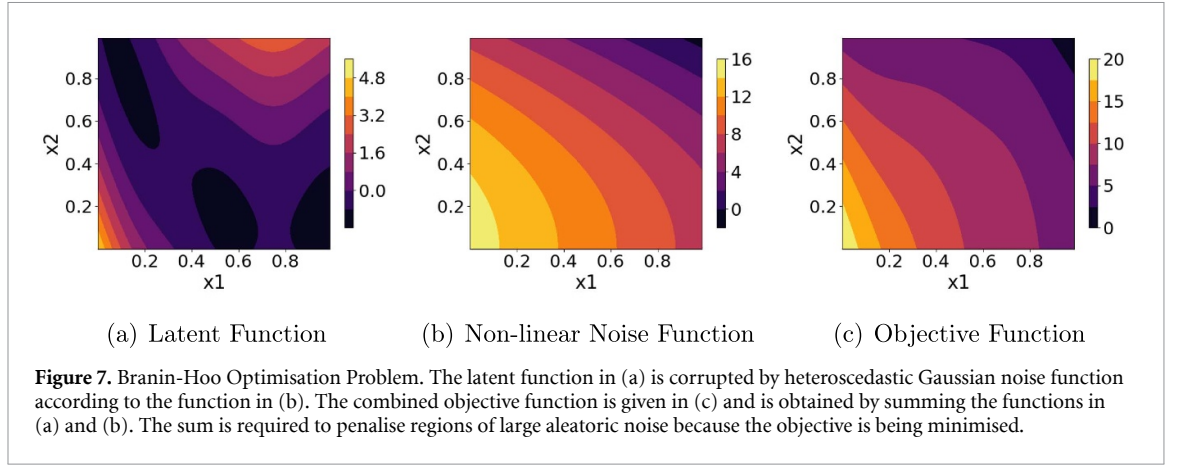 0.8
0.6
0.4
0.2
x2
0.2 0.4 0.6 0.8
x1
4.8
3.2
1.6
0.0
0.8
0.6
0.4
0.2
x2
0.2 0.4 0.6 0.8
x1
16
12
8
4
0
0.8
0.6
0.4
0.2
x2
0.2 0.4 0.6 0.8
x1
20
15
10
5
0
(a) Latent Function
(b) Non-linear Noise Function
(c) Objective Function
Figure 7. Branin-Hoo Optimisation Problem. The latent function in (a) is corrupted by heteroscedastic Gaussian noise function
according to the function in (b). The combined objective function is given in (c) and is obtained by summing the functions in
(a) and (b). The sum is required to penalise regions of large aleatoric noise because the objective is being minimised.